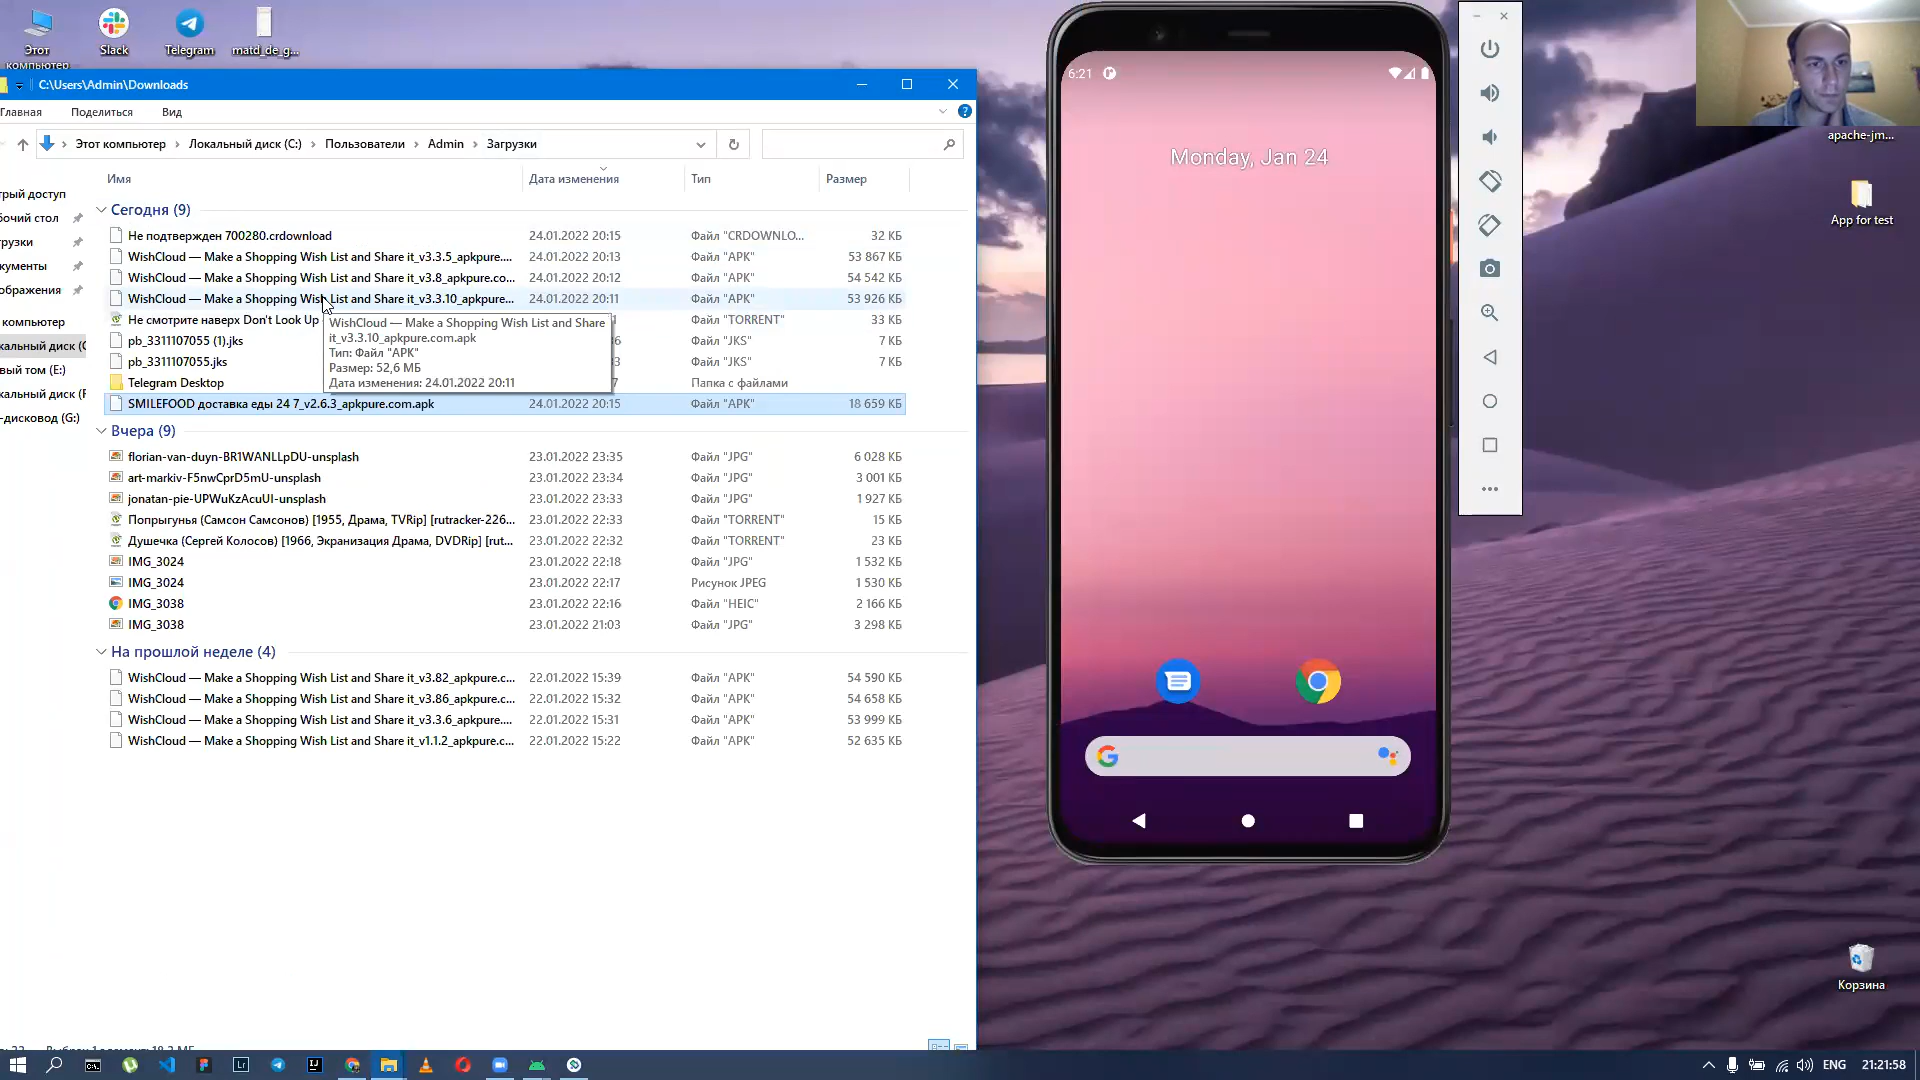 Этот
компьютер
Slack
Telegram
matd_de_g...
C:\Users\Admin\Downloads
Главная
Поделиться
Вид
Этот компьютер
Локальный диск (C:)
Пользователи
Admin
Загрузки
Имя
Дата изменения
Тип
Размер
Сегодня (9)
Не подтвержден 700280.crdownload 24.01.2022 20:15 Файл "CRDOWNLO... 32 КБ
WishCloud — Make a Shopping Wish List and Share it_v3.3.5_apkpure.... 24.01.2022 20:13 Файл "APK" 53 867 КБ
WishCloud — Make a Shopping Wish List and Share it_v3.8_apkpure.co... 24.01.2022 20:12 Файл "APK" 54 542 КБ
WishCloud — Make a Shopping Wish List and Share it_v3.3.10_apkpure... 24.01.2022 20:11 Файл "APK" 53 926 КБ
Не смотрите наверх Don't Look Up 1 Файл "TORRENT" 33 КБ
pb_3311107055 (1).jks 6 Файл "JKS" 7 КБ
pb_3311107055.jks 3 Файл "JKS" 7 КБ
Telegram Desktop 7 Папка с файлами
SMILEFOOD доставка еды 24 7_v2.6.3_apkpure.com.apk 24.01.2022 20:15 Файл "APK" 18 659 КБ
WishCloud — Make a Shopping Wish List and Share
it_v3.3.10_apkpure.com.apk
Тип: Файл "APK"
Размер: 52,6 МБ
Дата изменения: 24.01.2022 20:11
Вчера (9)
florian-van-duyn-BR1WANLLpDU-unsplash 23.01.2022 23:35 Файл "JPG" 6 028 КБ
art-markiv-F5nwCprD5mU-unsplash 23.01.2022 23:34 Файл "JPG" 3 001 КБ
jonatan-pie-UPWuKzAcuUI-unsplash 23.01.2022 23:33 Файл "JPG" 1 927 КБ
Попрыгунья (Самсон Самсонов) [1955, Драма, TVRip] [rutracker-226... 23.01.2022 22:33 Файл "TORRENT" 15 КБ
Душечка (Сергей Колосов) [1966, Экранизация Драма, DVDRip] [rut... 23.01.2022 22:32 Файл "TORRENT" 23 КБ
IMG_3024 23.01.2022 22:18 Файл "JPG" 1 532 КБ
IMG_3024 23.01.2022 22:17 Рисунок JPEG 1 530 КБ
IMG_3038 23.01.2022 22:16 Файл "HEIC" 2 166 КБ
IMG_3038 23.01.2022 21:03 Файл "JPG" 3 298 КБ
На прошлой неделе (4)
WishCloud — Make a Shopping Wish List and Share it_v3.82_apkpure.c... 22.01.2022 15:39 Файл "APK" 54 590 КБ
WishCloud — Make a Shopping Wish List and Share it_v3.86_apkpure.c... 22.01.2022 15:32 Файл "APK" 54 658 КБ
WishCloud — Make a Shopping Wish List and Share it_v3.3.6_apkpure.... 22.01.2022 15:31 Файл "APK" 53 999 КБ
WishCloud — Make a Shopping Wish List and Share it_v1.1.2_apkpure.c... 22.01.2022 15:22 Файл "APK" 52 635 КБ
трый доступ
бочий стол
грузки
кументы
ображения
компьютер
кальный диск (C
вый том (E:)
кальный диск (F
-дисковод (G:)
6:21
Monday, Jan 24
apache-jm...
App for test
Корзина
ENG
21:21:58